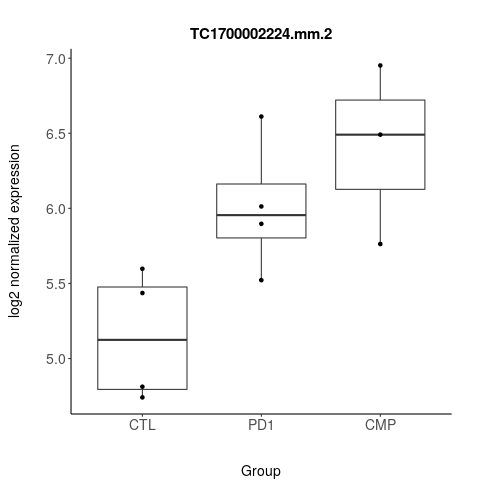 TC1700002224.mm.2
log2 normalized expression
7.0
6.5
6.0
5.5
5.0
CTL
PD1
CMP
Group